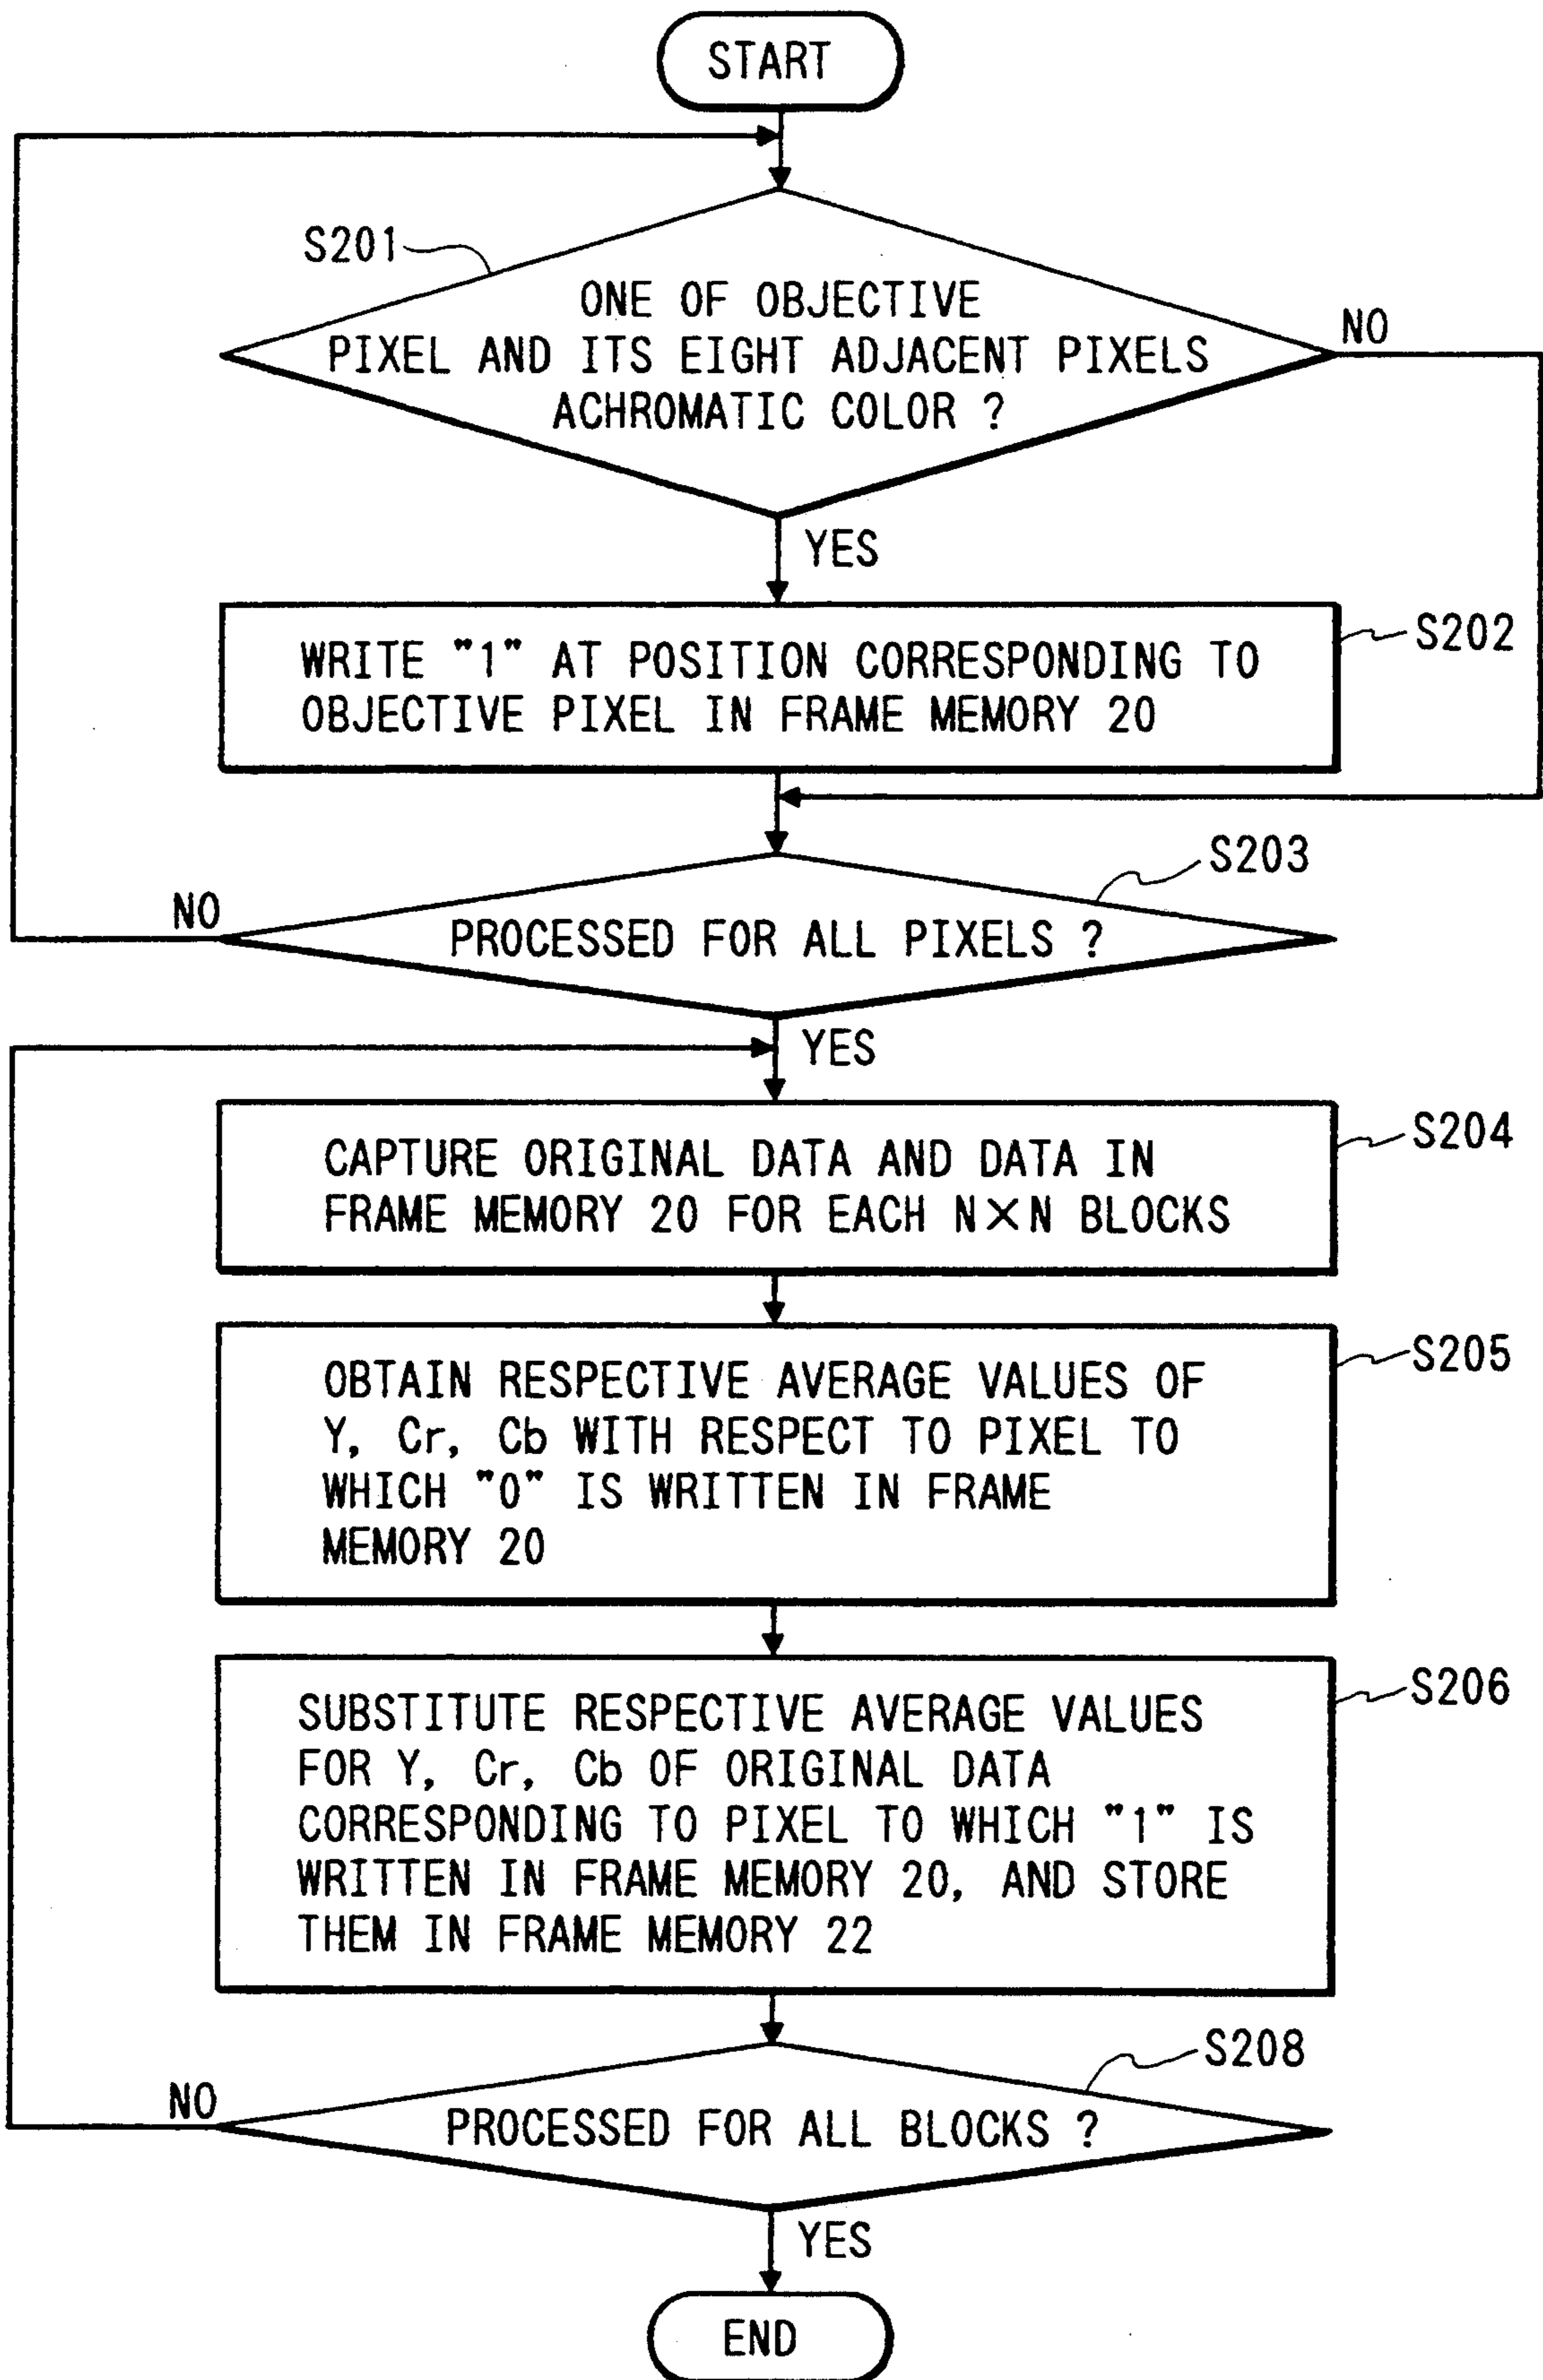 START
S201
ONE OF OBJECTIVE
PIXEL AND ITS EIGHT ADJACENT PIXELS
ACHROMATIC COLOR ?
NO
YES
WRITE "1" AT POSITION CORRESPONDING TO
OBJECTIVE PIXEL IN FRAME MEMORY 20
S202
S203
NO
PROCESSED FOR ALL PIXELS ?
YES
CAPTURE ORIGINAL DATA AND DATA IN
FRAME MEMORY 20 FOR EACH N×N BLOCKS
S204
OBTAIN RESPECTIVE AVERAGE VALUES OF
Y, Cr, Cb WITH RESPECT TO PIXEL TO
WHICH "0" IS WRITTEN IN FRAME
MEMORY 20
S205
SUBSTITUTE RESPECTIVE AVERAGE VALUES
FOR Y, Cr, Cb OF ORIGINAL DATA
CORRESPONDING TO PIXEL TO WHICH "1" IS
WRITTEN IN FRAME MEMORY 20, AND STORE
THEM IN FRAME MEMORY 22
S206
S208
NO
PROCESSED FOR ALL BLOCKS ?
YES
END